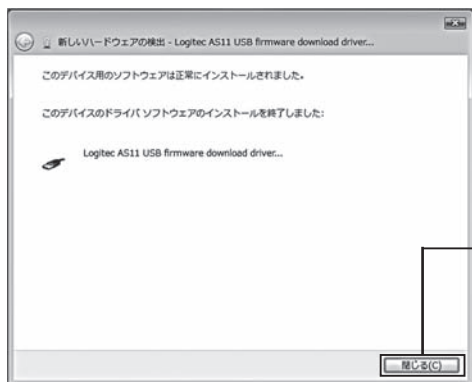 新しいハードウェアの検出 - Logitec AS11 USB firmware download driver...
このデバイス用のソフトウェアは正常にインストールされました。
このデバイスのドライバ ソフトウェアのインストールを終了しました:
Logitec AS11 USB firmware download driver...
閉じる(C)